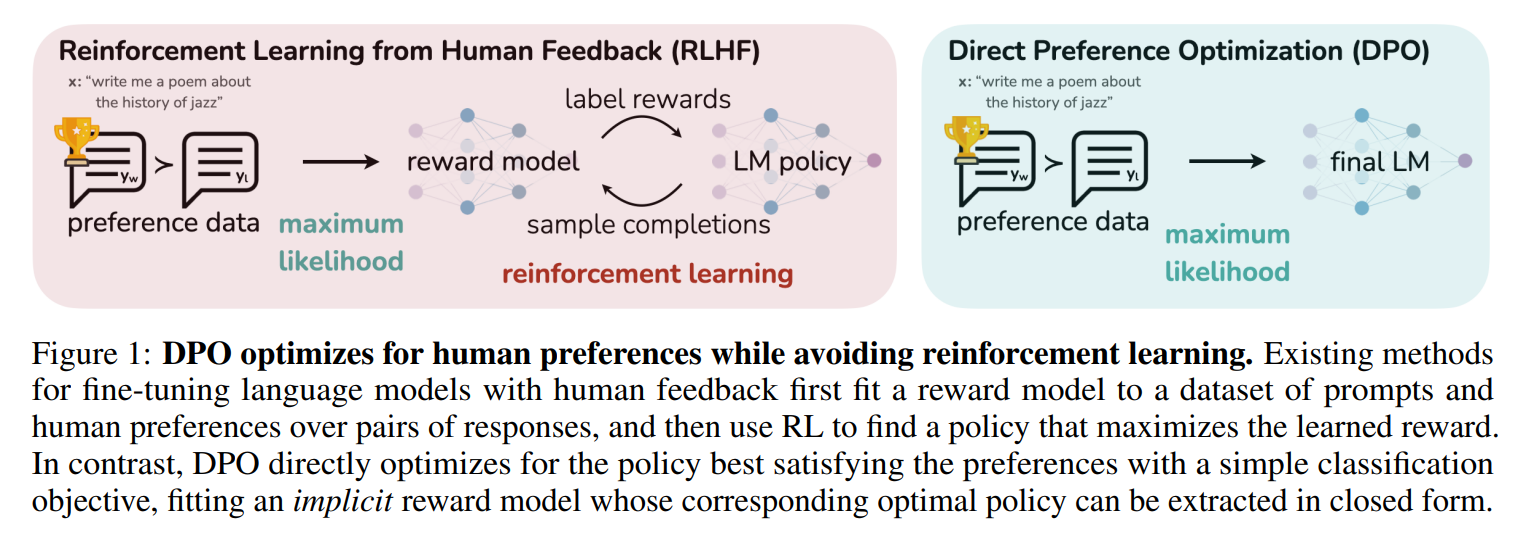 Reinforcement Learning from Human Feedback (RLHF)
x: “write me a poem about
the history of jazz”
label rewards
yw
≻
yl
reward model
LM policy
preference data
maximum
likelihood
sample completions
reinforcement learning
Direct Preference Optimization (DPO)
x: “write me a poem about
the history of jazz”
yw
≻
yl
final LM
preference data
maximum
likelihood
Figure 1: DPO optimizes for human preferences while avoiding reinforcement learning. Existing methods
for fine-tuning language models with human feedback first fit a reward model to a dataset of prompts and
human preferences over pairs of responses, and then use RL to find a policy that maximizes the learned reward.
In contrast, DPO directly optimizes for the policy best satisfying the preferences with a simple classification
objective, fitting an implicit reward model whose corresponding optimal policy can be extracted in closed form.